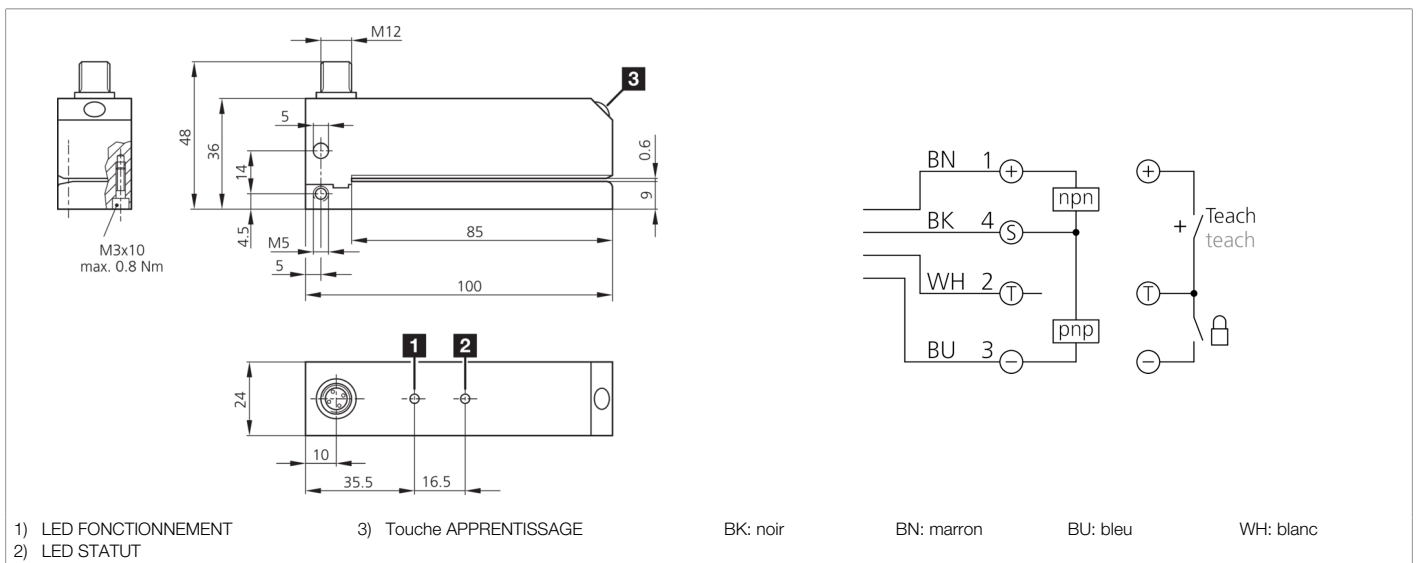 M12
3
48
36
5
14
0.6
9
4.5
M5
85
5
100
M3x10
max. 0.8 Nm
1 2
24
10
35.5 16.5
BN 1 + npn
BK 4 S
WH 2 T
BU 3 − pnp
+
+ Teach
teach
T
−
1) LED FONCTIONNEMENT 3) Touche APPRENTISSAGE BK: noir BN: marron BU: bleu WH: blanc
2) LED STATUT